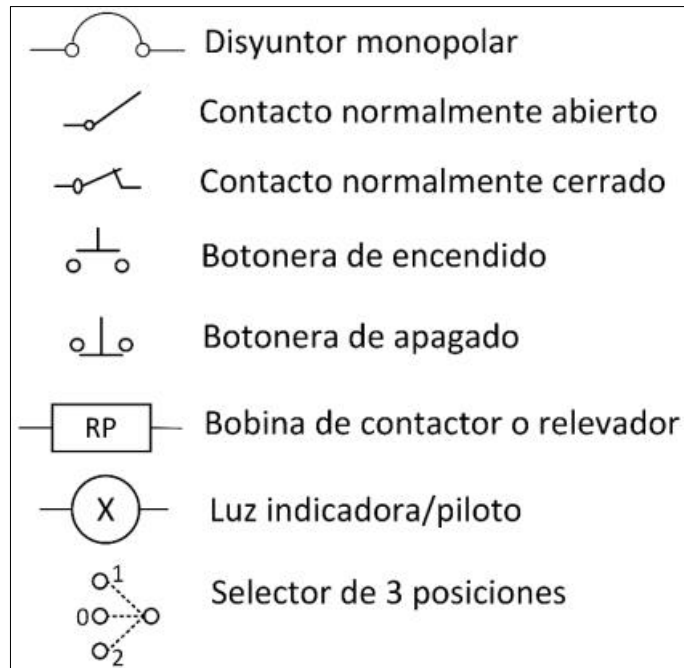 Disyuntor monopolar
Contacto normalmente abierto
Contacto normalmente cerrado
Botonera de encendido
Botonera de apagado
RP Bobina de contactor o relevador
X Luz indicadora/piloto
1
Selector de 3 posiciones
0
2